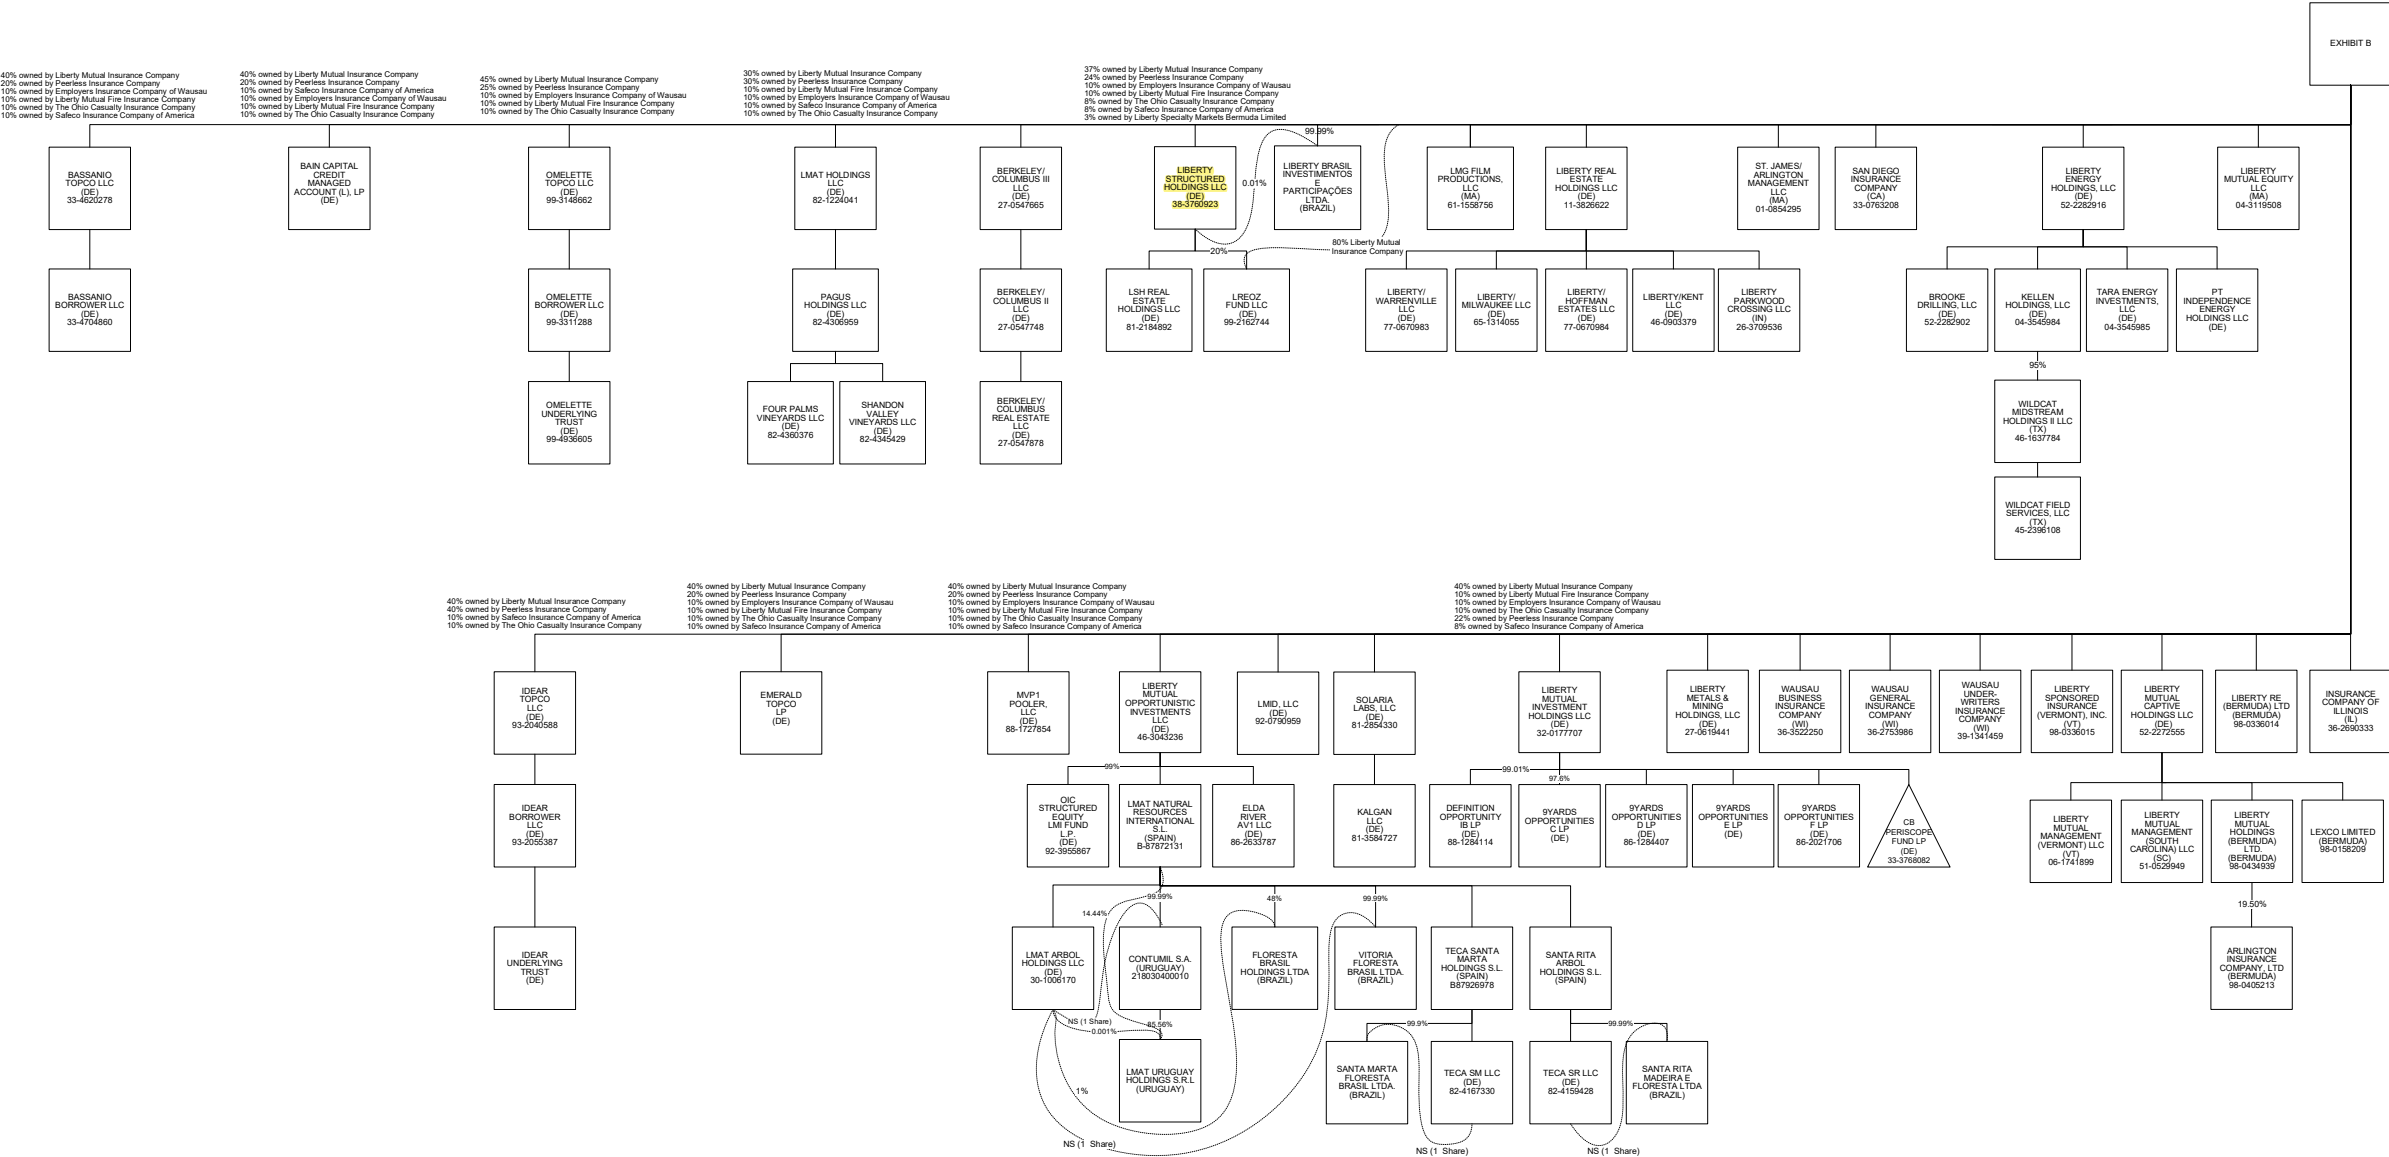 EXHIBIT B
40% owned by Liberty Mutual Insurance Company
20% owned by Peerless Insurance Company
10% owned by Employers Insurance Company of Wausau
10% owned by Liberty Mutual Fire Insurance Company
10% owned by The Ohio Casualty Insurance Company
10% owned by Safeco Insurance Company of America
40% owned by Liberty Mutual Insurance Company
20% owned by Peerless Insurance Company
10% owned by Safeco Insurance Company of America
10% owned by Employers Insurance Company of Wausau
10% owned by Liberty Mutual Fire Insurance Company
10% owned by The Ohio Casualty Insurance Company
45% owned by Liberty Mutual Insurance Company
25% owned by Peerless Insurance Company
10% owned by Employers Insurance Company of Wausau
10% owned by Liberty Mutual Fire Insurance Company
10% owned by The Ohio Casualty Insurance Company
30% owned by Liberty Mutual Insurance Company
30% owned by Peerless Insurance Company
10% owned by Liberty Mutual Fire Insurance Company
10% owned by Employers Insurance Company of Wausau
10% owned by Safeco Insurance Company of America
10% owned by The Ohio Casualty Insurance Company
37% owned by Liberty Mutual Insurance Company
24% owned by Peerless Insurance Company
10% owned by Employers Insurance Company of Wausau
10% owned by Liberty Mutual Fire Insurance Company
8% owned by The Ohio Casualty Insurance Company
8% owned by Safeco Insurance Company of America
3% owned by Liberty Specialty Markets Bermuda Limited
BASSANIO
TOPCO LLC
(DE)
33-4620278
BAIN CAPITAL
CREDIT
MANAGED
ACCOUNT (L), LP
(DE)
OMELETTE
TOPCO LLC
(DE)
99-3148662
LMAT HOLDINGS
LLC
(DE)
82-1224041
BERKELEY/
COLUMBUS III
LLC
(DE)
27-0547665
LIBERTY
STRUCTURED
HOLDINGS LLC
(DE)
38-3760923
0.01%
99.99%
LIBERTY BRASIL
INVESTIMENTOS
E
PARTICIPAÇÕES
LTDA.
(BRAZIL)
LMG FILM
PRODUCTIONS,
LLC
(MA)
61-1558756
LIBERTY REAL
ESTATE
HOLDINGS LLC
(DE)
11-3826622
ST. JAMES/
ARLINGTON
MANAGEMENT
LLC
(MA)
01-0854295
SAN DIEGO
INSURANCE
COMPANY
(CA)
33-0763208
LIBERTY
ENERGY
HOLDINGS, LLC
(DE)
52-2282916
LIBERTY
MUTUAL EQUITY
LLC
(MA)
04-3119508
20%
80% Liberty Mutual
Insurance Company
BASSANIO
BORROWER LLC
(DE)
33-4704860
OMELETTE
BORROWER LLC
(DE)
99-3311288
PAGUS
HOLDINGS LLC
(DE)
82-4306959
BERKELEY/
COLUMBUS II
LLC
(DE)
27-0547748
LSH REAL
ESTATE
HOLDINGS LLC
(DE)
81-2184892
LREOZ
FUND LLC
(DE)
99-2162744
LIBERTY/
WARRENVILLE
LLC
(DE)
77-0670983
LIBERTY/
MILWAUKEE LLC
(DE)
65-1314055
LIBERTY/
HOFFMAN
ESTATES LLC
(DE)
77-0670984
LIBERTY/KENT
LLC
(DE)
46-0903379
LIBERTY
PARKWOOD
CROSSING LLC
(IN)
26-3709536
BROOKE
DRILLING, LLC
(DE)
52-2282902
KELLEN
HOLDINGS, LLC
(DE)
04-3545984
TARA ENERGY
INVESTMENTS,
LLC
(DE)
04-3545985
PT
INDEPENDENCE
ENERGY
HOLDINGS LLC
(DE)
95%
OMELETTE
UNDERLYING
TRUST
(DE)
99-4936605
FOUR PALMS
VINEYARDS LLC
(DE)
82-4360376
SHANDON
VALLEY
VINEYARDS LLC
(DE)
82-4345429
BERKELEY/
COLUMBUS
REAL ESTATE
LLC
(DE)
27-0547878
WILDCAT
MIDSTREAM
HOLDINGS II LLC
(TX)
46-1637784
WILDCAT FIELD
SERVICES, LLC
(TX)
45-2396108
40% owned by Liberty Mutual Insurance Company
40% owned by Peerless Insurance Company
10% owned by Safeco Insurance Company of America
10% owned by The Ohio Casualty Insurance Company
40% owned by Liberty Mutual Insurance Company
20% owned by Peerless Insurance Company
10% owned by Employers Insurance Company of Wausau
10% owned by Liberty Mutual Fire Insurance Company
10% owned by The Ohio Casualty Insurance Company
10% owned by Safeco Insurance Company of America
40% owned by Liberty Mutual Insurance Company
20% owned by Peerless Insurance Company
10% owned by Employers Insurance Company of Wausau
10% owned by Liberty Mutual Fire Insurance Company
10% owned by The Ohio Casualty Insurance Company
10% owned by Safeco Insurance Company of America
40% owned by Liberty Mutual Insurance Company
10% owned by Liberty Mutual Fire Insurance Company
10% owned by Employers Insurance Company of Wausau
10% owned by The Ohio Casualty Insurance Company
22% owned by Peerless Insurance Company
8% owned by Safeco Insurance Company of America
IDEAR
TOPCO
LLC
(DE)
93-2040588
EMERALD
TOPCO
LP
(DE)
MVP1
POOLER,
LLC
(DE)
88-1727854
LIBERTY
MUTUAL
OPPORTUNISTIC
INVESTMENTS
LLC
(DE)
46-3043236
LMID, LLC
(DE)
92-0790959
SOLARIA
LABS, LLC
(DE)
81-2854330
LIBERTY
MUTUAL
INVESTMENT
HOLDINGS LLC
(DE)
32-0177707
LIBERTY
METALS &
MINING
HOLDINGS, LLC
(DE)
27-0619441
WAUSAU
BUSINESS
INSURANCE
COMPANY
(WI)
36-3522250
WAUSAU
GENERAL
INSURANCE
COMPANY
(WI)
36-2753986
WAUSAU
UNDER-
WRITERS
INSURANCE
COMPANY
(WI)
39-1341459
LIBERTY
SPONSORED
INSURANCE
(VERMONT), INC.
(VT)
98-0336015
LIBERTY
MUTUAL
CAPTIVE
HOLDINGS LLC
(DE)
52-2272555
LIBERTY RE
(BERMUDA) LTD
(BERMUDA)
98-0336014
INSURANCE
COMPANY OF
ILLINOIS
(IL)
36-2690333
99%
99.01%
97.6%
IDEAR
BORROWER
LLC
(DE)
93-2055387
OIC
STRUCTURED
EQUITY
LMI FUND
L.P.
(DE)
92-3955867
LMAT NATURAL
RESOURCES
INTERNATIONAL
S.L.
(SPAIN)
B-87872131
ELDA
RIVER
AV1 LLC
(DE)
86-2633787
KALGAN
LLC
(DE)
81-3584727
DEFINITION
OPPORTUNITY
IB LP
(DE)
88-1284114
9YARDS
OPPORTUNITIES
C LP
(DE)
9YARDS
OPPORTUNITIES
D LP
(DE)
86-1284407
9YARDS
OPPORTUNITIES
E LP
(DE)
9YARDS
OPPORTUNITIES
F LP
(DE)
86-2021706
CB
PERISCOPE
FUND LP
(DE)
33-3768082
LIBERTY
MUTUAL
MANAGEMENT
(VERMONT) LLC
(VT)
06-1741899
LIBERTY
MUTUAL
MANAGEMENT
(SOUTH
CAROLINA) LLC
(SC)
51-0529949
LIBERTY
MUTUAL
HOLDINGS
(BERMUDA)
LTD.
(BERMUDA)
98-0434939
LEXCO LIMITED
(BERMUDA)
98-0158209
14.44%
99.99%
48%
99.99%
19.50%
IDEAR
UNDERLYING
TRUST
(DE)
LMAT ARBOL
HOLDINGS LLC
(DE)
30-1006170
CONTUMIL S.A.
(URUGUAY)
218030400010
FLORESTA
BRASIL
HOLDINGS LTDA
(BRAZIL)
VITORIA
FLORESTA
BRASIL LTDA.
(BRAZIL)
TECA SANTA
MARTA
HOLDINGS S.L.
(SPAIN)
B87926978
SANTA RITA
ARBOL
HOLDINGS S.L.
(SPAIN)
ARLINGTON
INSURANCE
COMPANY, LTD
(BERMUDA)
98-0405213
NS (1 Share)
0.001%
85.56%
99.9%
99.99%
LMAT URUGUAY
HOLDINGS S.R.L
(URUGUAY)
SANTA MARTA
FLORESTA
BRASIL LTDA.
(BRAZIL)
TECA SM LLC
(DE)
82-4167330
TECA SR LLC
(DE)
82-4159428
SANTA RITA
MADEIRA E
FLORESTA LTDA
(BRAZIL)
1%
NS (1 Share)
NS (1 Share)
NS (1 Share)